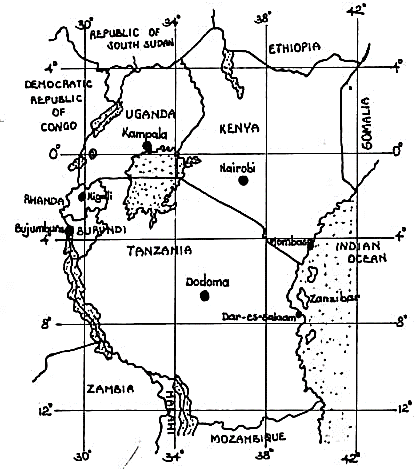 30°
34°
38°
42°
REPUBLIC OF
SOUTH SUDAN
ETHIOPIA
4°
4°
DEMOCRATIC
REPUBLIC
OF
CONGO
UGANDA
Kampala
KENYA
SOMALIA
0°
0°
Nairobi
RHANDA
Kigali
Bujumbura
BURUNDI
4°
4°
Mombasa
INDIAN
OCEAN
TANZANIA
Dodoma
Zanzibar
Dar-es-salaam
8°
8°
ZAMBIA
MALAWI
12°
12°
MOZAMBIQUE
30°
34°
38°
42°